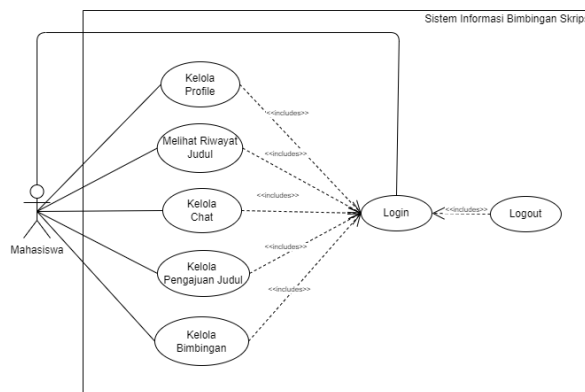 Sistem Informasi Bimbingan Skrips
Kelola
Profile
<<includes>>
Melihat Riwayat
Judul
<<includes>>
Kelola
Chat
<<includes>>
Login
<<includes>>
Logout
Mahasiswa
Kelola
Pengajuan Judul
<<includes>>
Kelola
Bimbingan
<<includes>>